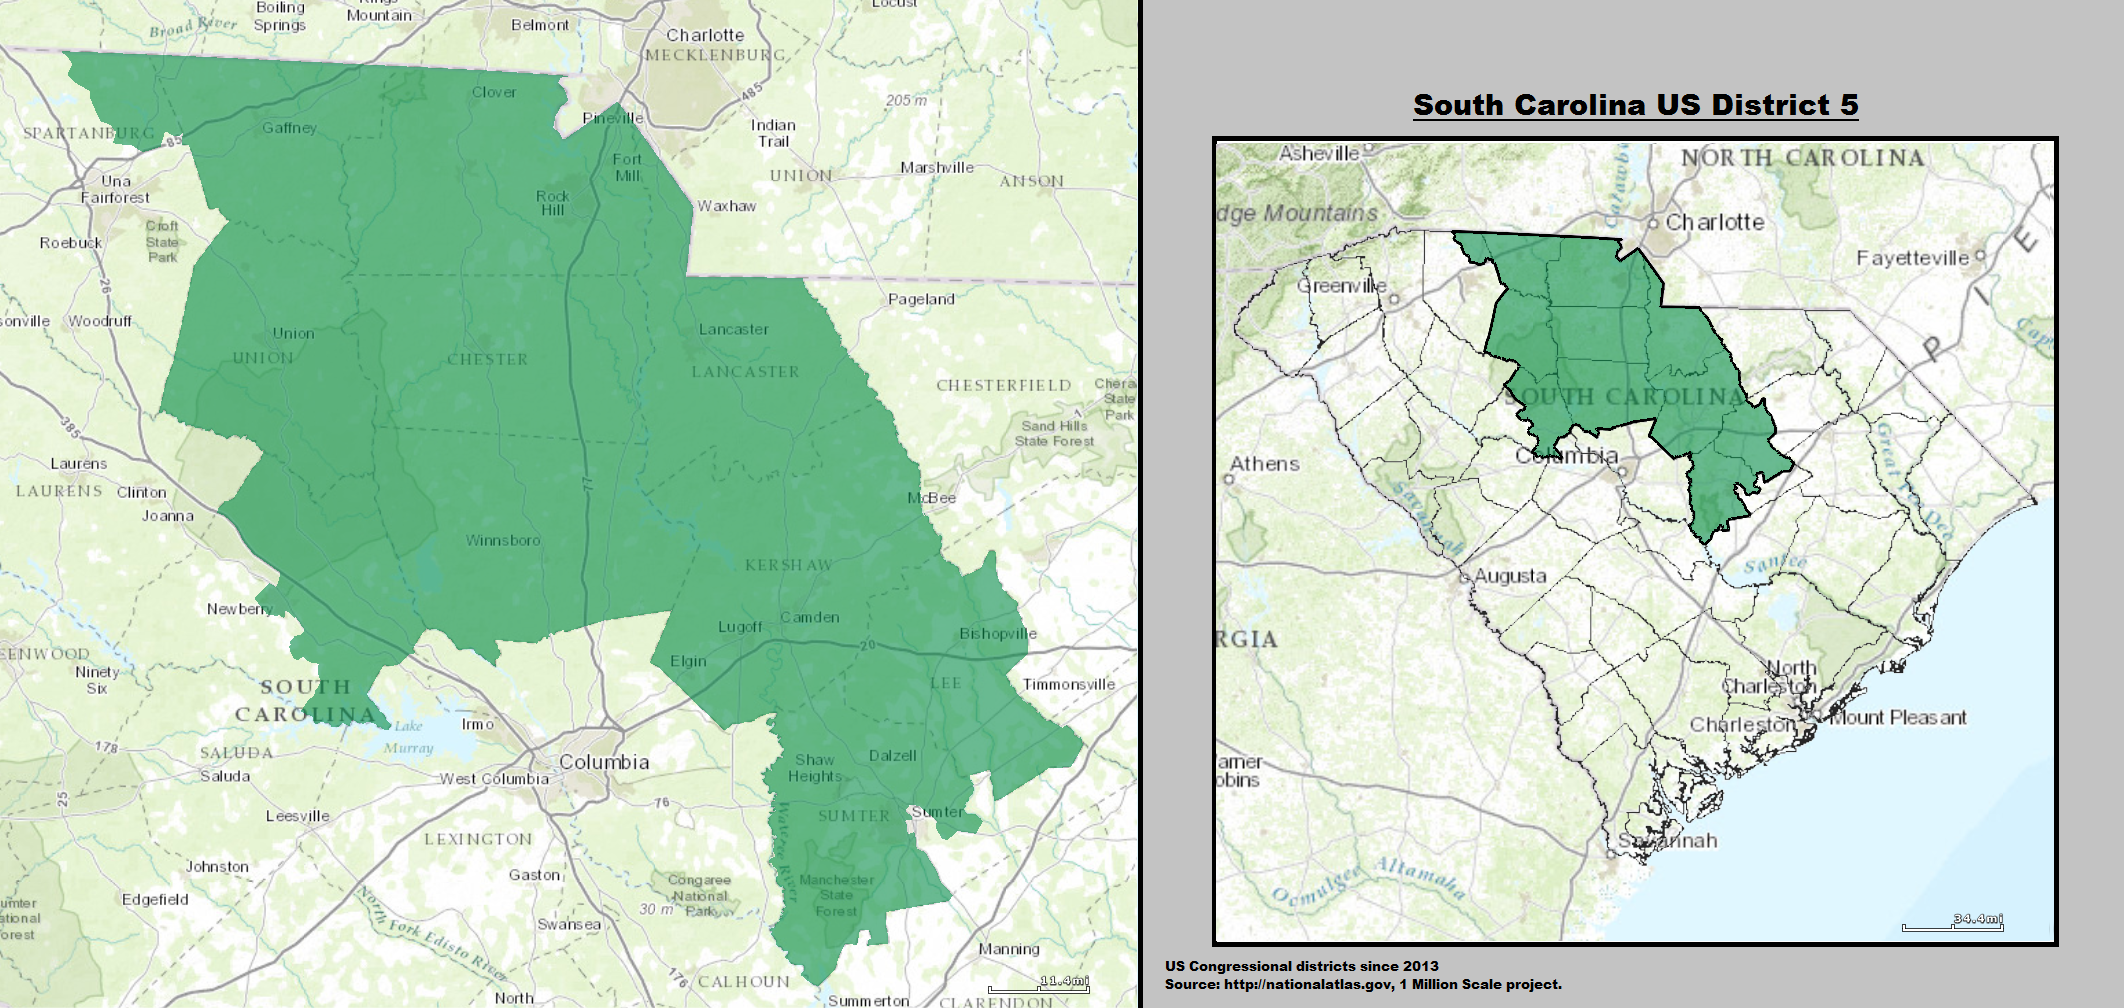 Boiling
Springs
Kings
Mountain
Broad River
Belmont
Locust
Charlotte
MECKLENBURG
485
205 m
Clover
Gaffney
SPARTANBURG
85
Pineville
Indian
Trail
Fort
Mill
Marshville
UNION
ANSON
Una
Fairforest
Rock
Hill
Waxhaw
Croft
State
Park
Roebuck
26
Pageland
sonville
Woodruff
Union
UNION
CHESTER
Lancaster
LANCASTER
CHESTERFIELD
Chera
State
Park
Sand Hills
State Forest
385
Laurens
LAURENS
Clinton
Joanna
77
McBee
Winnsboro
KERSHAW
Newberry
Camden
Lugoff
Bishopville
20
EENWOOD
Ninety
Six
Elgin
LEE
Timmonsville
SOUTH
CAROLINA
Lake
Murray
Irmo
178
SALUDA
Saluda
West Columbia
Columbia
Shaw
Heights
Dalzell
25
76
Leesville
LEXINGTON
SUMTER
Sumter
Wateree River
Johnston
Gaston
Edgefield
Congaree
National
Park
30 m
Manchester
State
Forest
umter
ational
orest
North Fork Edisto River
Swansea
176
CALHOUN
Manning
11.4mi
North
Summerton
CLARENDON
South Carolina US District 5
Asheville
NORTH CAROLINA
Catawba
dge Mountains
Charlotte
Fayetteville
P I E
Greenville
Cap
SOUTH CAROLINA
Athens
Columbia
Great Pee Dee
Savannah
Augusta
Santee
RGIA
North
Charleston
Charleston
Mount Pleasant
arner
obins
Savannah
Ocmulgee
Altamaha
34.4mi
US Congressional districts since 2013
Source: http://nationalatlas.gov, 1 Million Scale project.